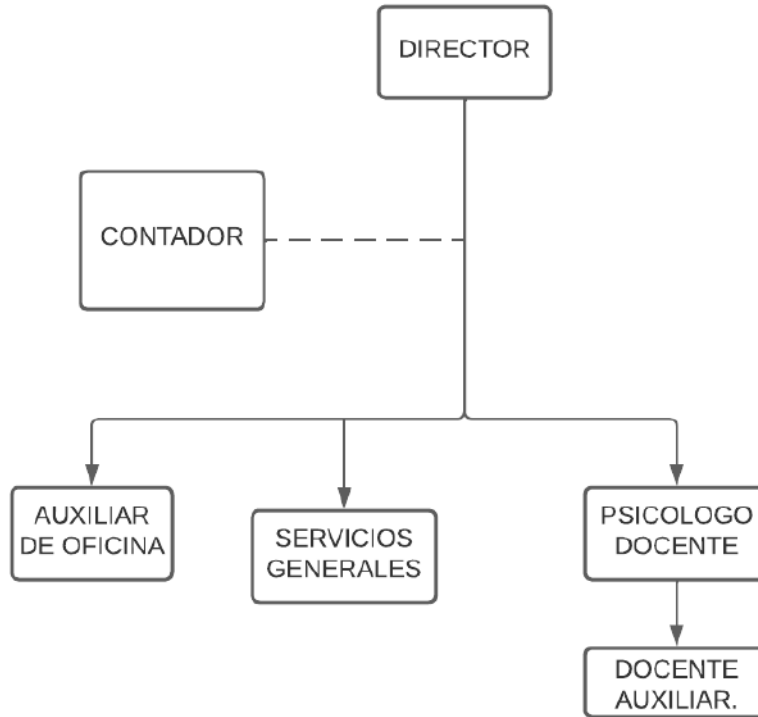 DIRECTOR
CONTADOR
AUXILIAR
DE OFICINA
SERVICIOS
GENERALES
PSICOLOGO
DOCENTE
DOCENTE
AUXILIAR.